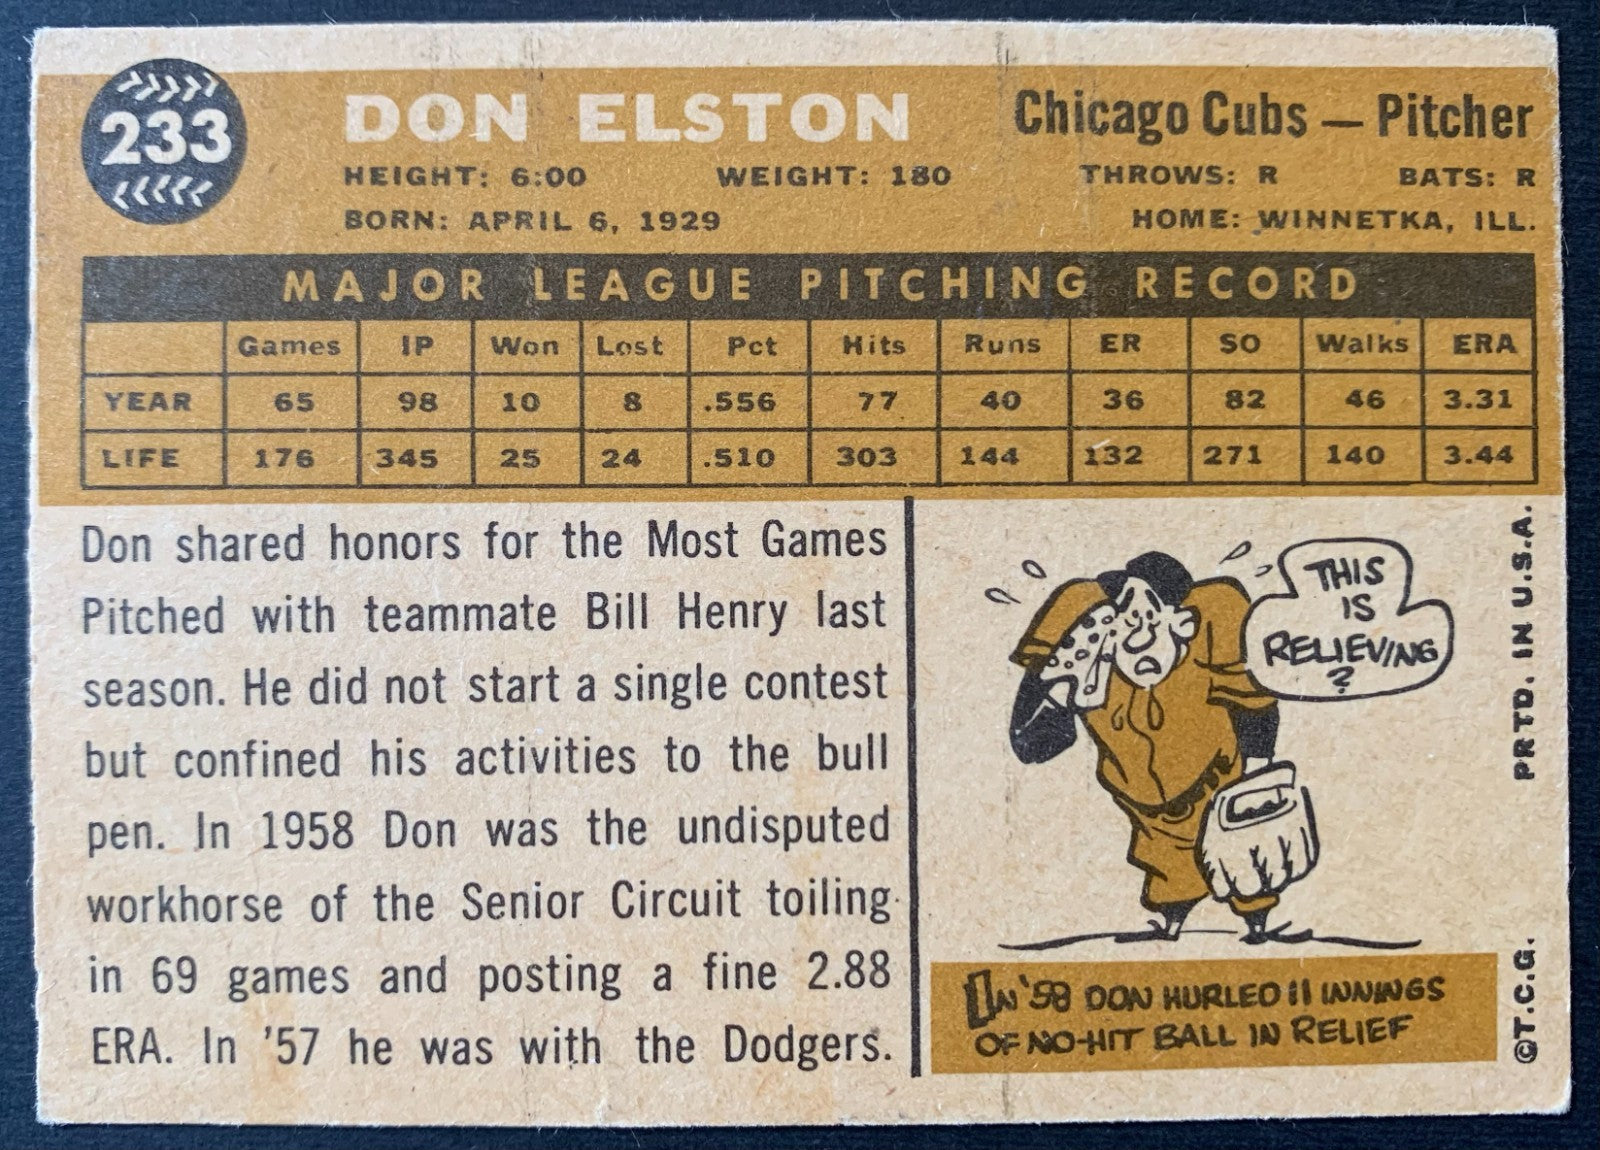 233
DON ELSTON
Chicago Cubs — Pitcher
HEIGHT: 6:00 WEIGHT: 180 THROWS: R BATS: R
BORN: APRIL 6, 1929 HOME: WINNETKA, ILL.
MAJOR LEAGUE PITCHING RECORD
Games IP Won Lost Pct Hits Runs ER SO Walks ERA
YEAR 65 98 10 8 .556 77 40 36 82 46 3.31
LIFE 176 345 25 24 .510 303 144 132 271 140 3.44
Don shared honors for the Most Games
Pitched with teammate Bill Henry last
season. He did not start a single contest
but confined his activities to the bull
pen. In 1958 Don was the undisputed
workhorse of the Senior Circuit toiling
in 69 games and posting a fine 2.88
ERA. In '57 he was with the Dodgers.
THIS
IS
RELIEVING
?
IN '58 DON HURLED 11 INNINGS
OF NO-HIT BALL IN RELIEF
©T.C.G. PRTD. IN U.S.A.